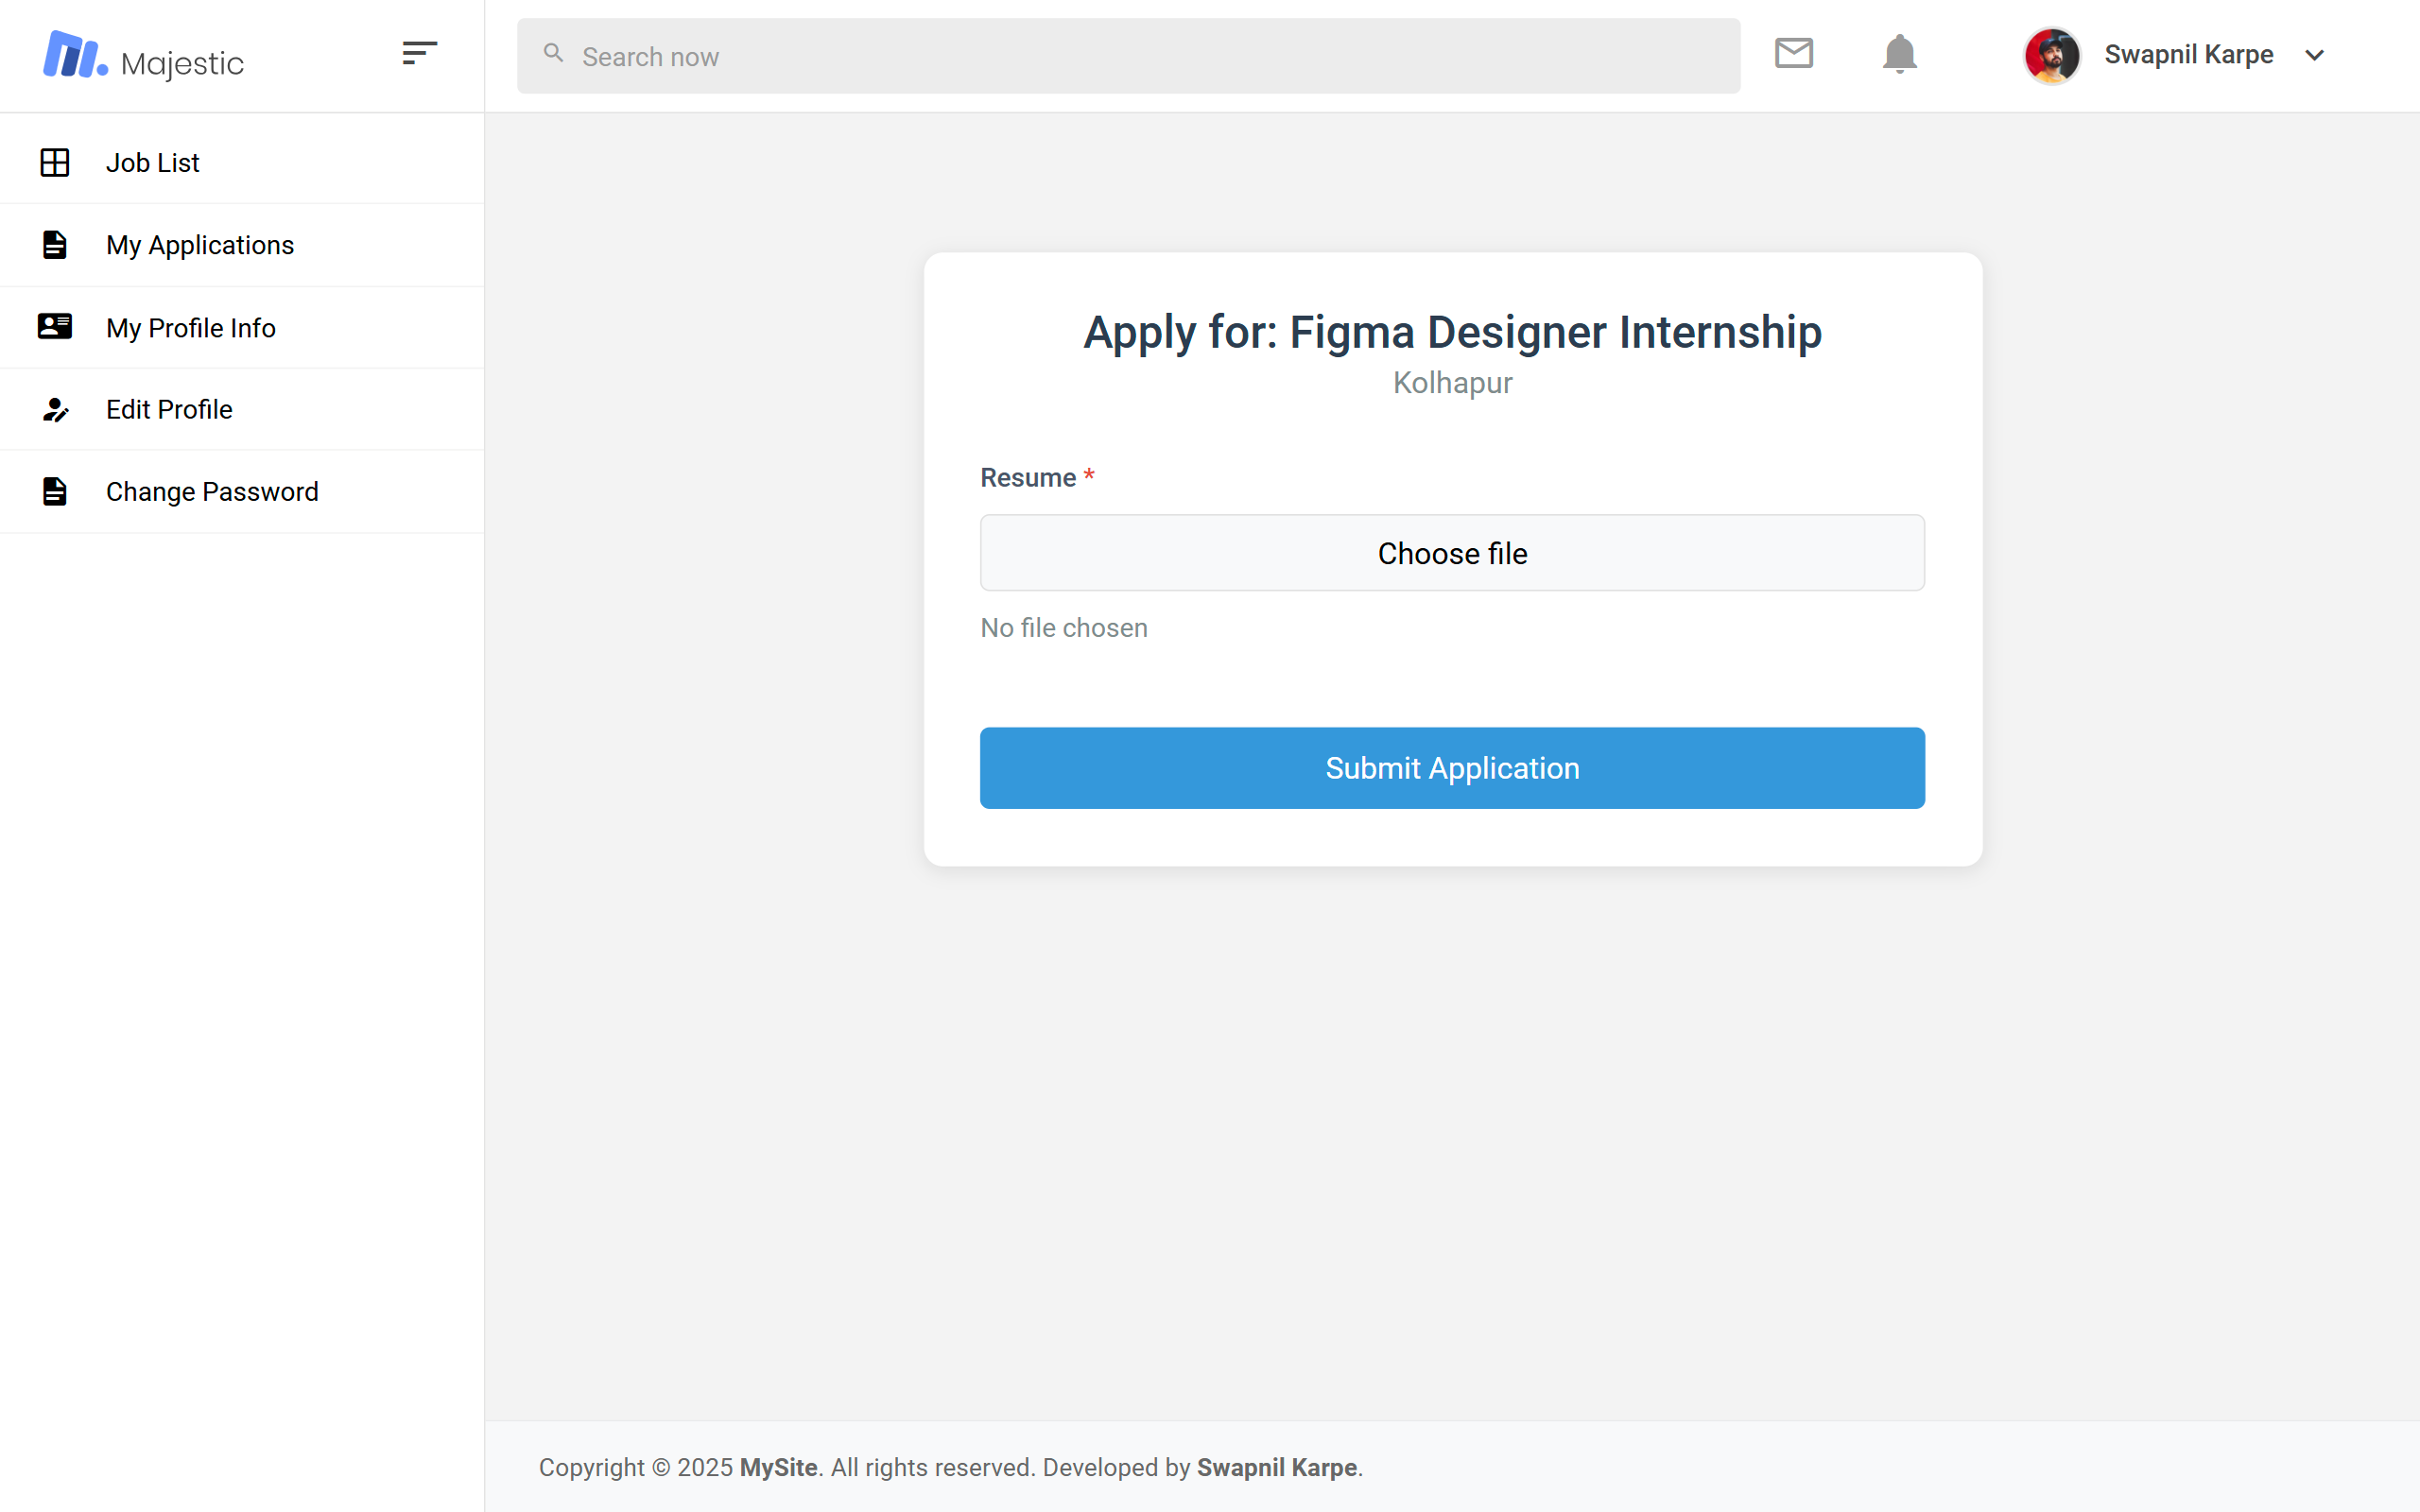 Majestic
Search now
Swapnil Karpe
Job List
My Applications
My Profile Info
Edit Profile
Change Password
Apply for: Figma Designer Internship
Kolhapur
Resume *
Choose file
No file chosen
Submit Application
Copyright © 2025 MySite. All rights reserved. Developed by Swapnil Karpe.